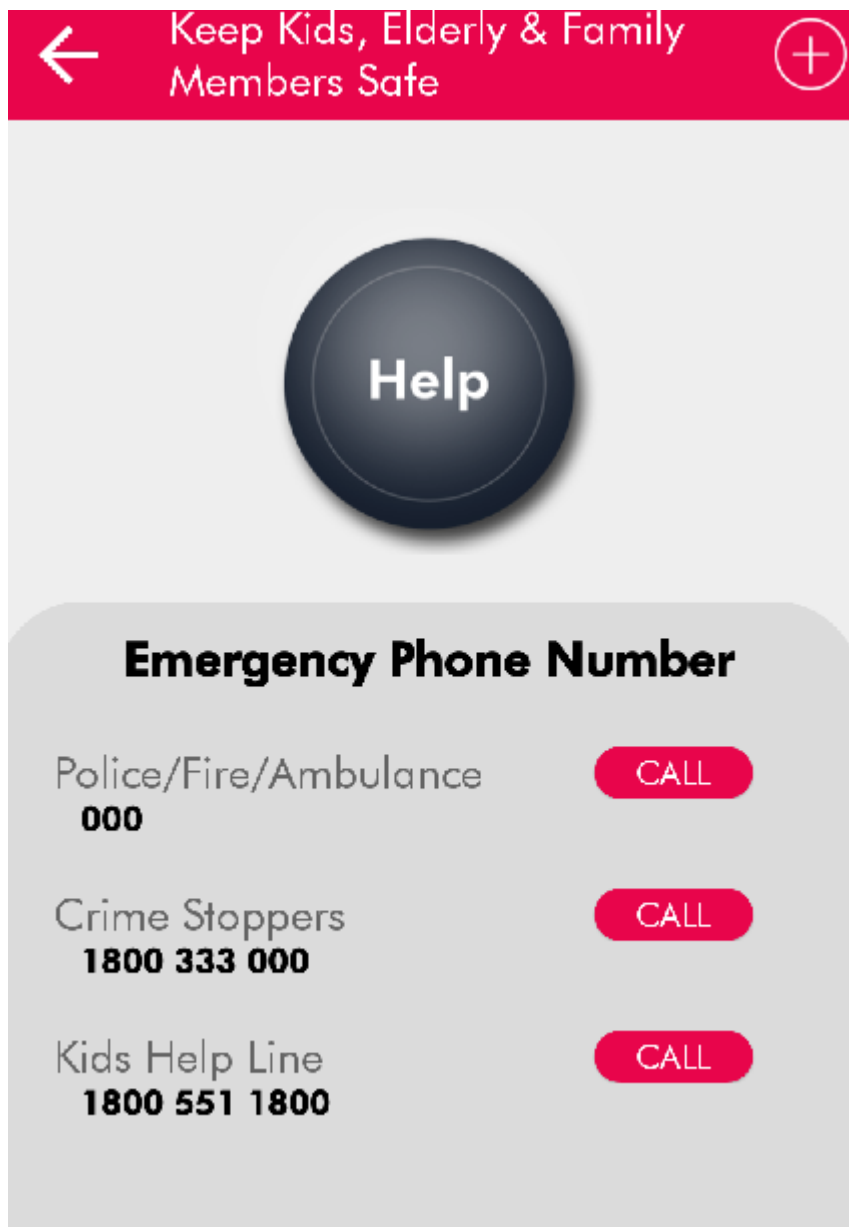 Keep Kids, Elderly & Family
Members Safe
Help
Emergency Phone Number
Police/Fire/Ambulance
CALL
000
Crime Stoppers
CALL
1800 333 000
Kids Help Line
CALL
1800 551 1800